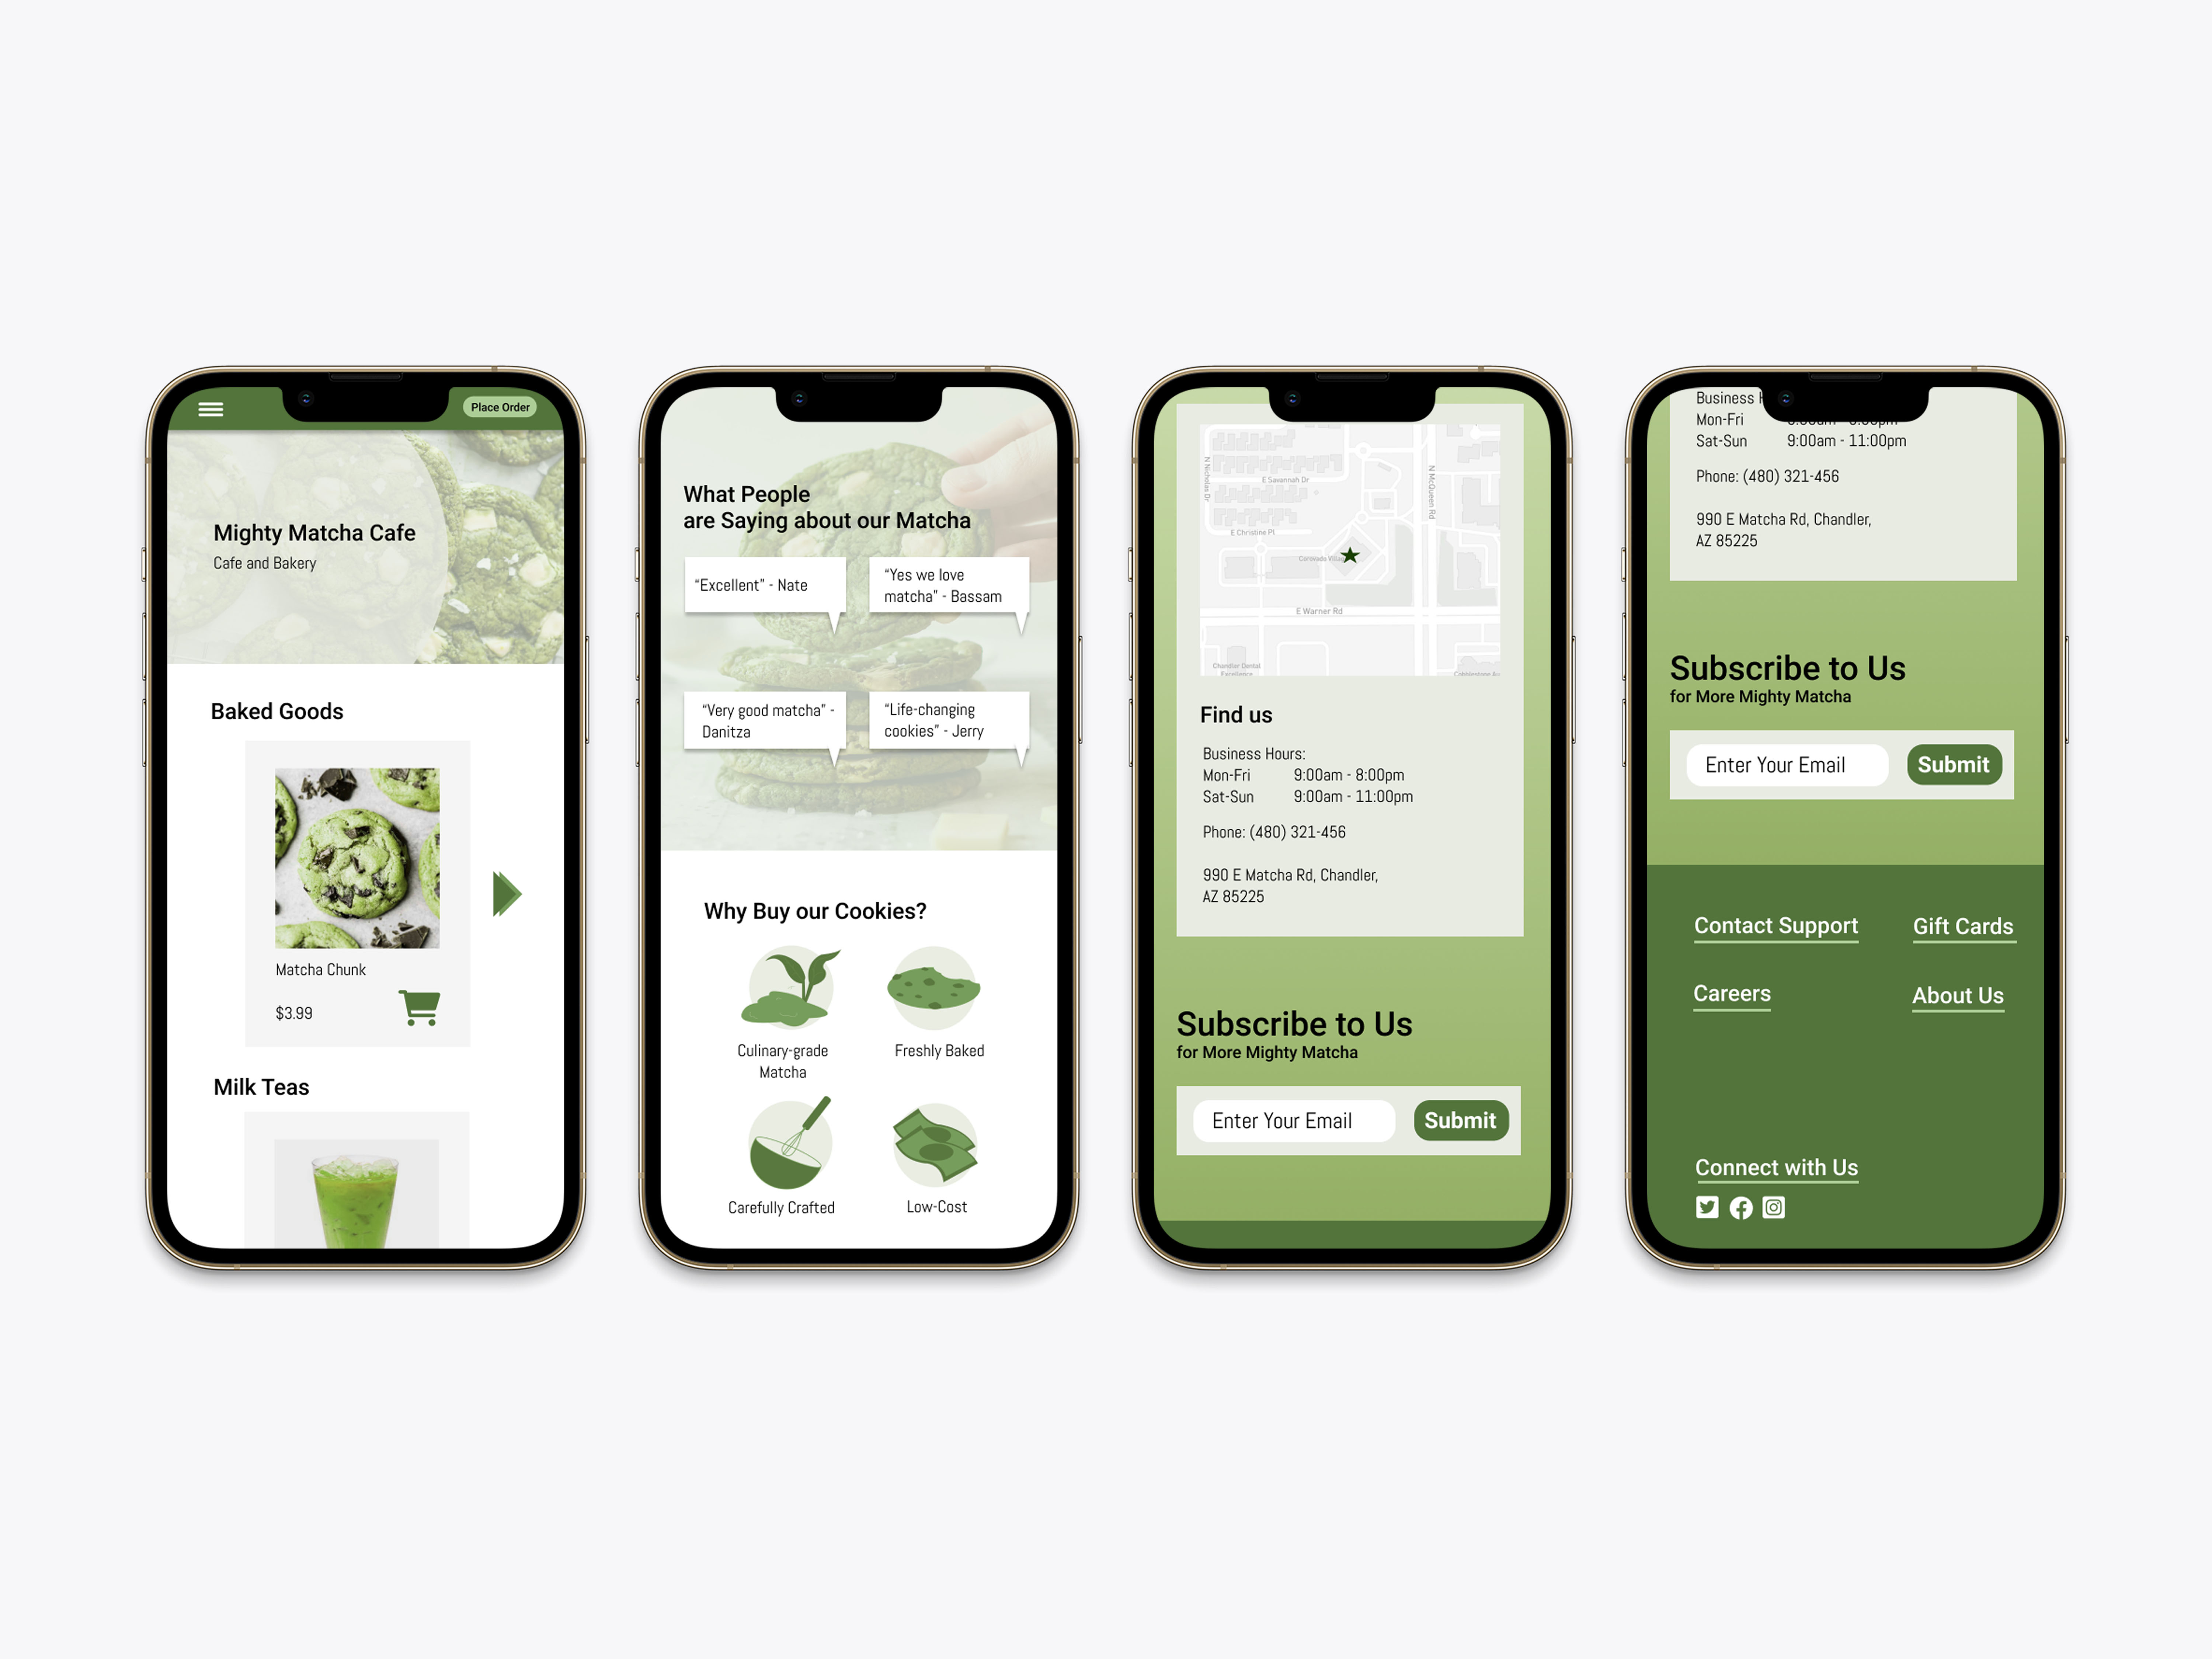 Place Order
Mighty Matcha Cafe
Cafe and Bakery
Baked Goods
Matcha Chunk
$3.99
Milk Teas
What People
are Saying about our Matcha
“Excellent” - Nate
“Yes we love
matcha” - Bassam
“Very good matcha” -
Danitza
“Life-changing
cookies” - Jerry
Why Buy our Cookies?
Culinary-grade
Matcha
Freshly Baked
Carefully Crafted
Low-Cost
N Nicholas Dr
E Savannah Dr
N McQueen Rd
E Christine Pl
Coronado Villag
E Warner Rd
Chandler Dental
Excellence
Find us
Business Hours:
Mon-Fri 9:00am - 8:00pm
Sat-Sun 9:00am - 11:00pm
Phone: (480) 321-456
990 E Matcha Rd, Chandler,
AZ 85225
Subscribe to Us
for More Mighty Matcha
Enter Your Email
Submit
Business
Mon-Fri
Sat-Sun 9:00am - 11:00pm
Phone: (480) 321-456
990 E Matcha Rd, Chandler,
AZ 85225
Subscribe to Us
for More Mighty Matcha
Enter Your Email
Submit
Contact Support
Gift Cards
Careers
About Us
Connect with Us